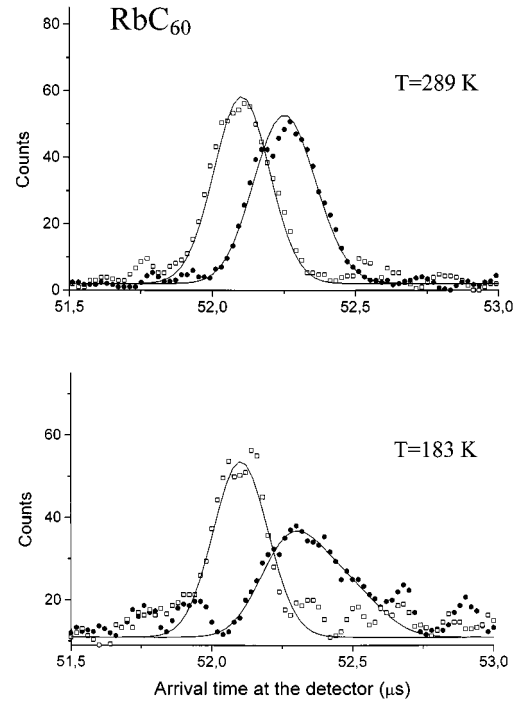 RbC₆₀
T=289 K
Counts
80
60
40
20
0
51,5
52,0
52,5
53,0
T=183 K
Counts
60
40
20
51,5
52,0
52,5
53,0
Arrival time at the detector (μs)